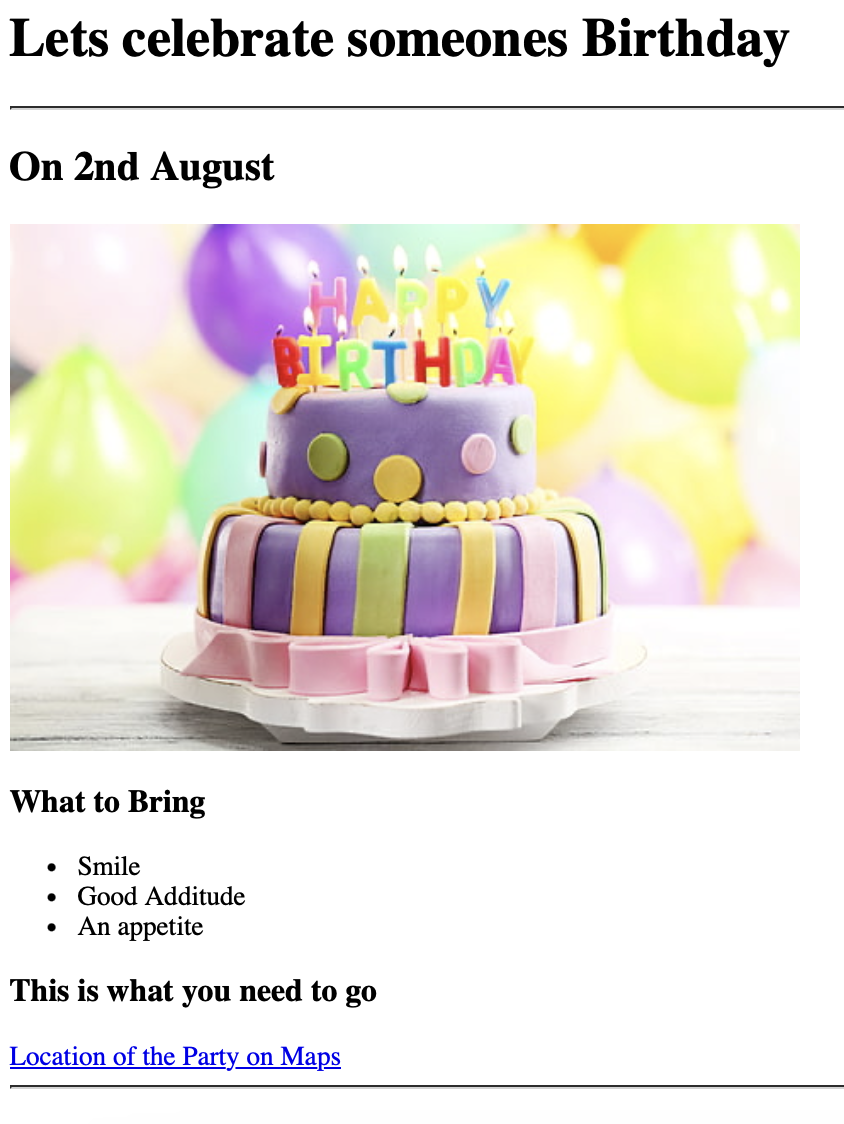 Lets celebrate someones Birthday
On 2nd August
HAPPY
BIRTHDAY
What to Bring
Smile
Good Additude
An appetite
This is what you need to go
Location of the Party on Maps